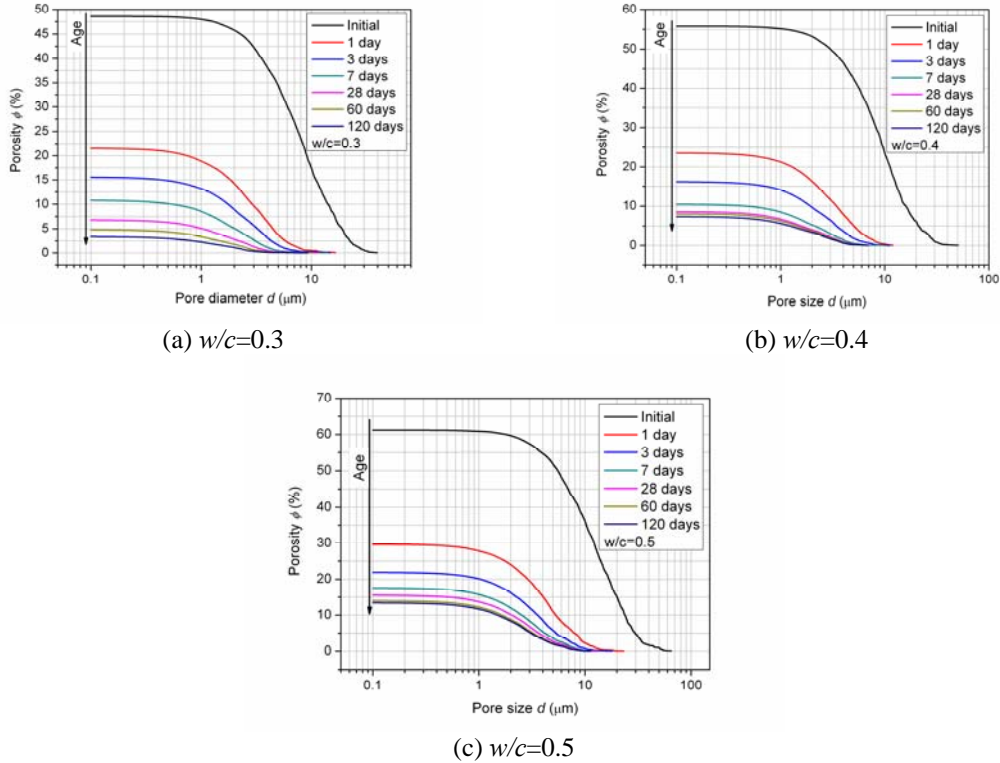 50
45
40
35
30
25
20
15
10
5
0
Porosity ϕ (%)
Age
Initial
1 day
3 days
7 days
28 days
60 days
120 days
w/c=0.3
0.1 1 10
Pore diameter d (μm)
(a) w/c=0.3
60
50
40
30
20
10
0
Porosity ϕ (%)
Age
Initial
1 day
3 days
7 days
28 days
60 days
120 days
w/c=0.4
0.1 1 10 100
Pore size d (μm)
(b) w/c=0.4
70
60
50
40
30
20
10
0
Porosity ϕ (%)
Age
Initial
1 day
3 days
7 days
28 days
60 days
120 days
w/c=0.5
0.1 1 10 100
Pore size d (μm)
(c) w/c=0.5